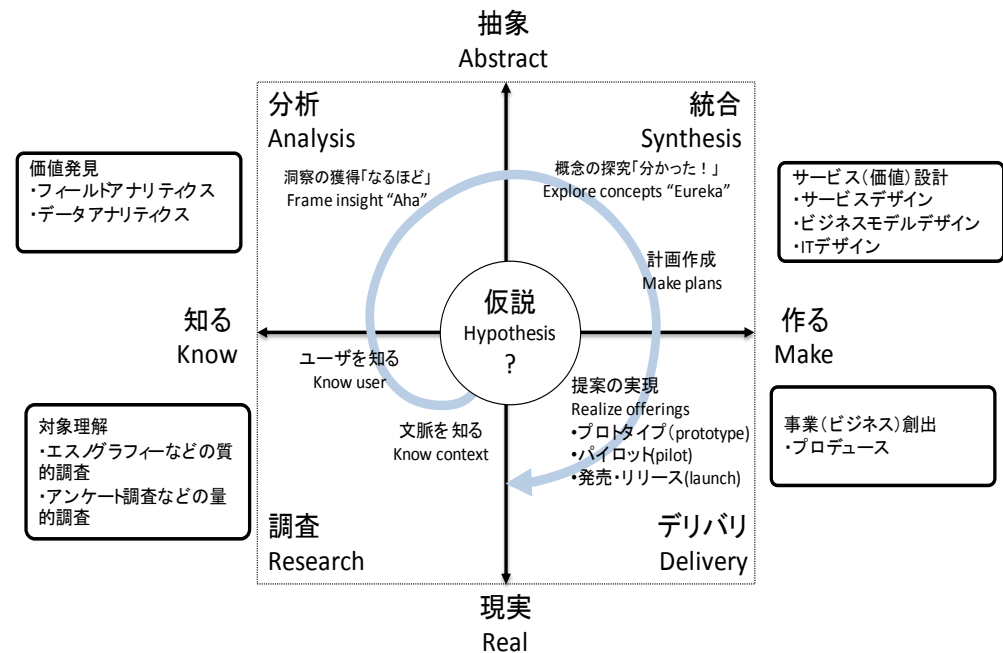 抽象
Abstract
分析
Analysis
統合
Synthesis
価値発見
・フィールドアナリティクス
・データアナリティクス
洞察の獲得「なるほど」
Frame insight “Aha”
概念の探究「分かった！」
Explore concepts “Eureka”
サービス（価値）設計
・サービスデザイン
・ビジネスモデルデザイン
・ITデザイン
計画作成
Make plans
知る
Know
仮説
Hypothesis
?
作る
Make
ユーザを知る
Know user
文脈を知る
Know context
提案の実現
Realize offerings
•プロトタイプ(prototype)
•パイロット(pilot)
•発売・リリース(launch)
対象理解
・エスノグラフィーなどの質
的調査
・アンケート調査などの量
的調査
事業（ビジネス）創出
・プロデュース
調査
Research
デリバリ
Delivery
現実
Real